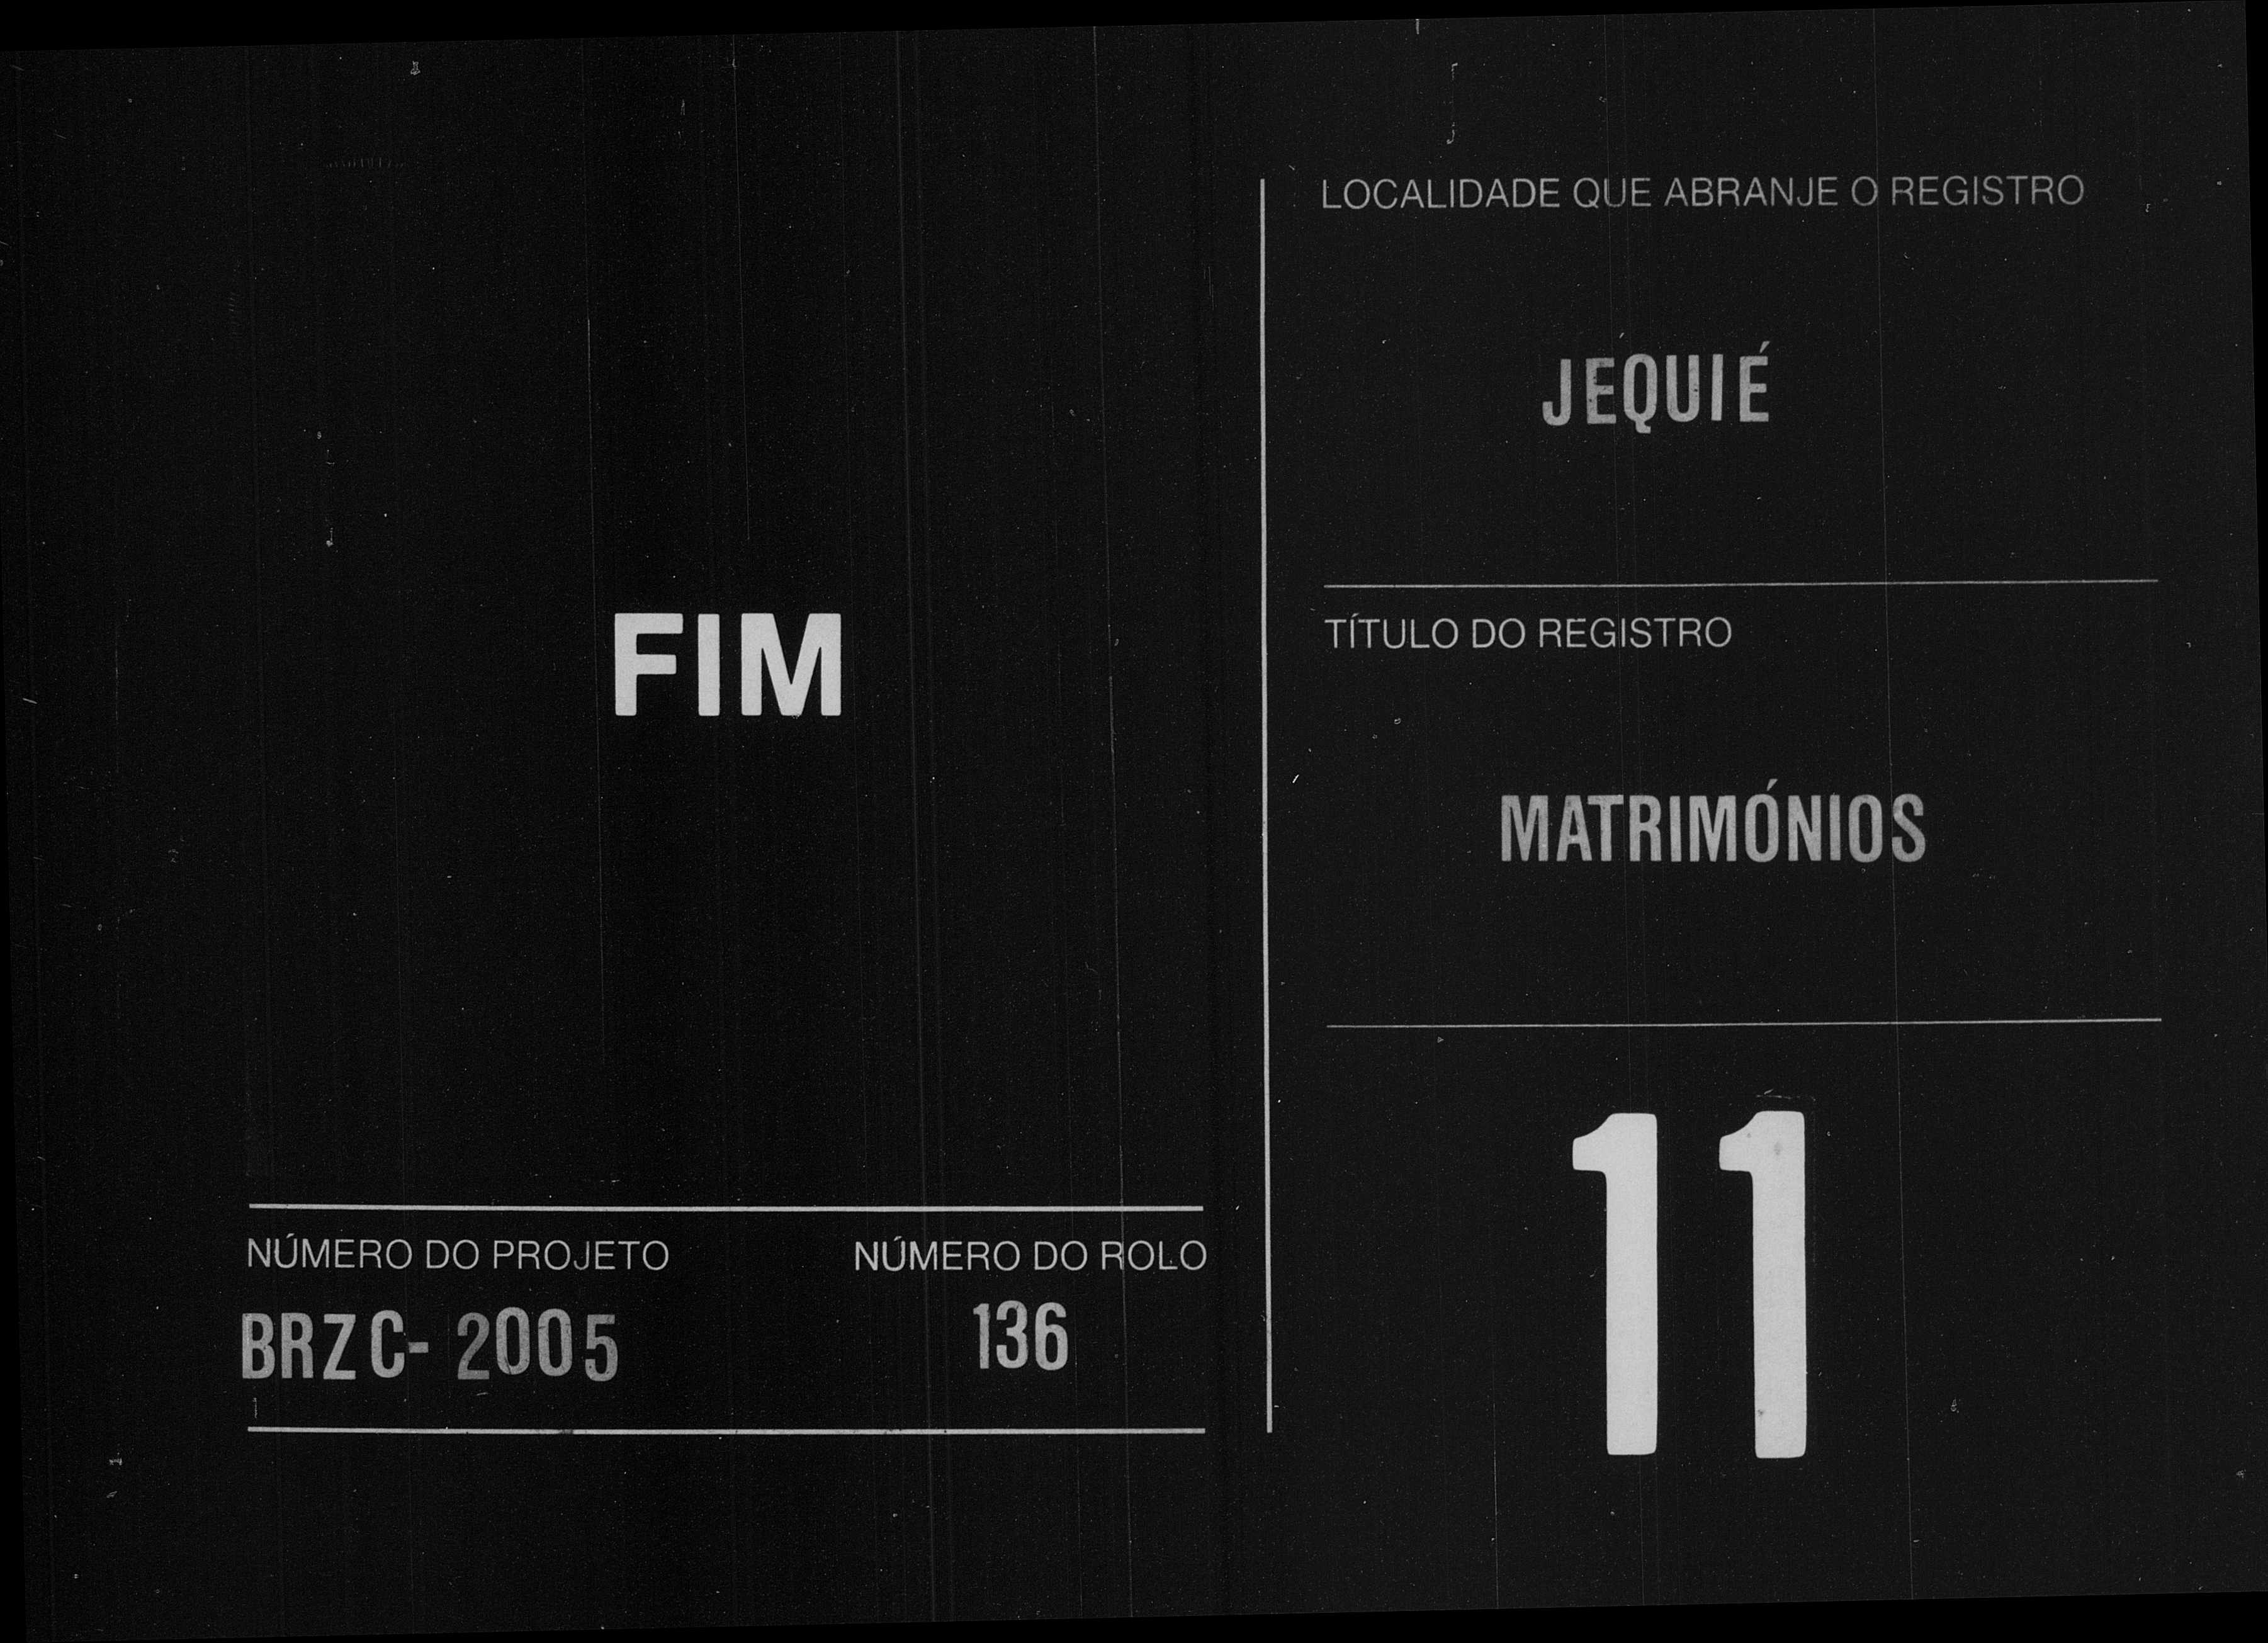 FIM
NÚMERO DO PROJETO
BRZC- 2005
NÚMERO DO ROLO
136
LOCALIDADE QUE ABRANJE O REGISTRO
JEQUIÉ
TÍTULO DO REGISTRO
MATRIMÓNIOS
11